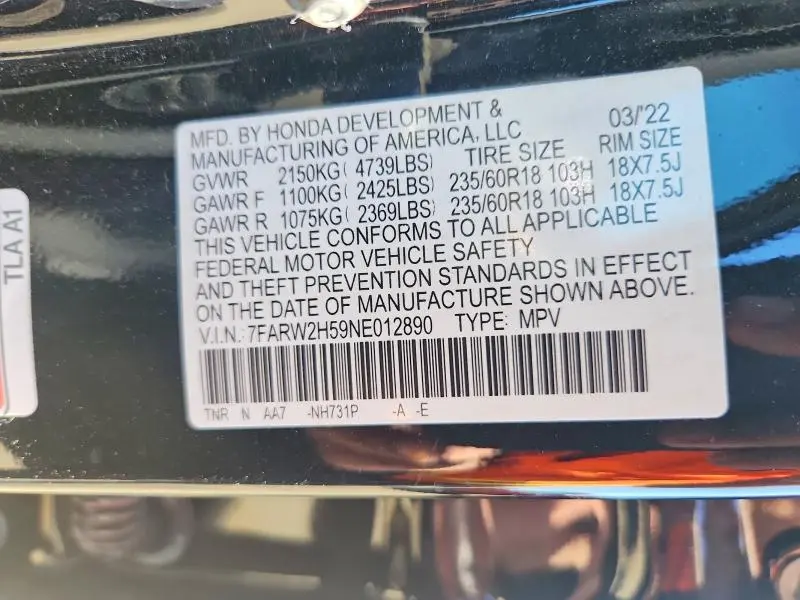 MFD. BY HONDA DEVELOPMENT & 03/'22
MANUFACTURING OF AMERICA, LLC
GVWR 2150KG( 4739LBS) TIRE SIZE RIM SIZE
GAWR F 1100KG( 2425LBS) 235/60R18 103H 18X7.5J
GAWR R 1075KG( 2369LBS) 235/60R18 103H 18X7.5J
THIS VEHICLE CONFORMS TO ALL APPLICABLE
FEDERAL MOTOR VEHICLE SAFETY
AND THEFT PREVENTION STANDARDS IN EFFECT
ON THE DATE OF MANUFACTURE SHOWN ABOVE.
V.I.N.: 7FARW2H59NE012890 TYPE: MPV
TNR N AA7 -NH731P -A -E
TLA A1